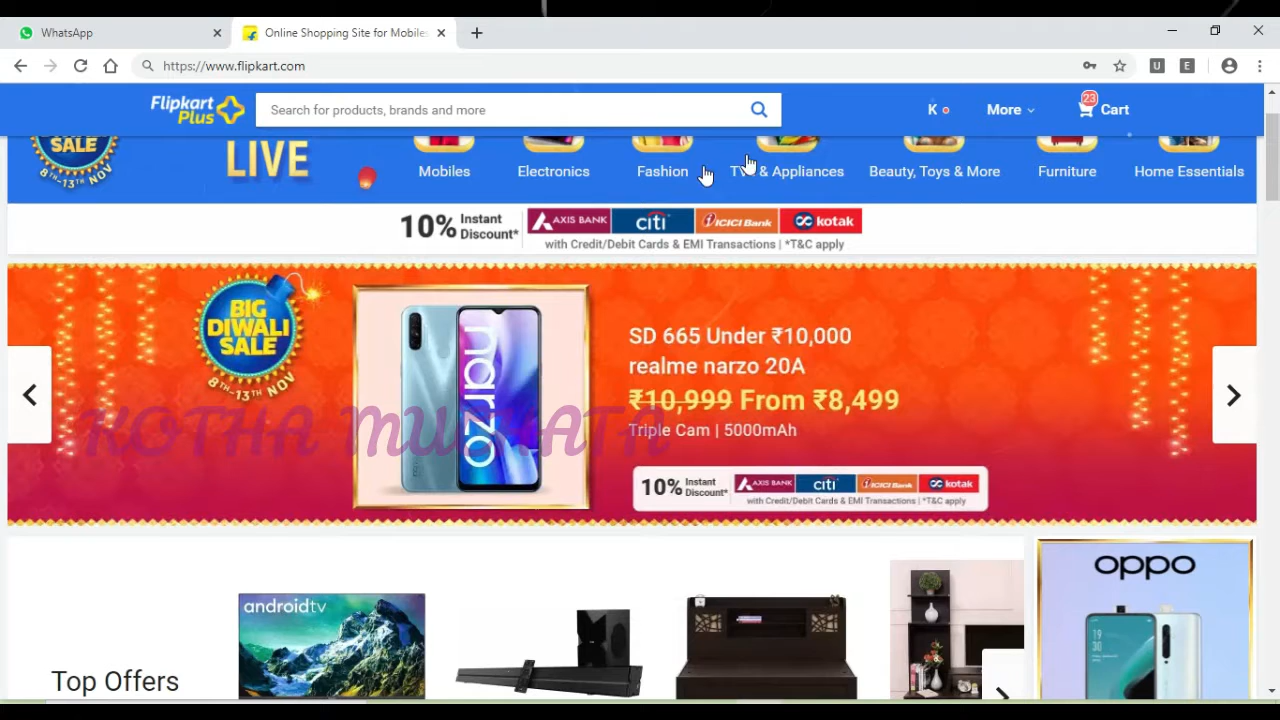 WhatsApp
Online Shopping Site for Mobiles
https://www.flipkart.com
U E
Flipkart
Plus
Search for products, brands and more
K
More
23
Cart
SALE
8TH-13TH NOV
LIVE
Mobiles
Electronics
Fashion
TVs & Appliances
Beauty, Toys & More
Furniture
Home Essentials
10% Instant Discount*
AXIS BANK
citi
ICICI Bank
kotak
with Credit/Debit Cards & EMI Transactions | *T&C apply
BIG
DIWALI
SALE
8TH-13TH NOV
narzo
SD 665 Under ₹10,000
realme narzo 20A
₹10,999 From ₹8,499
Triple Cam | 5000mAh
KOTHA MUKHATA
10% Instant Discount*
AXIS BANK
citi
ICICI Bank
kotak
with Credit/Debit Cards & EMI Transactions | *T&C apply
Top Offers
androidtv
oppo
19
30